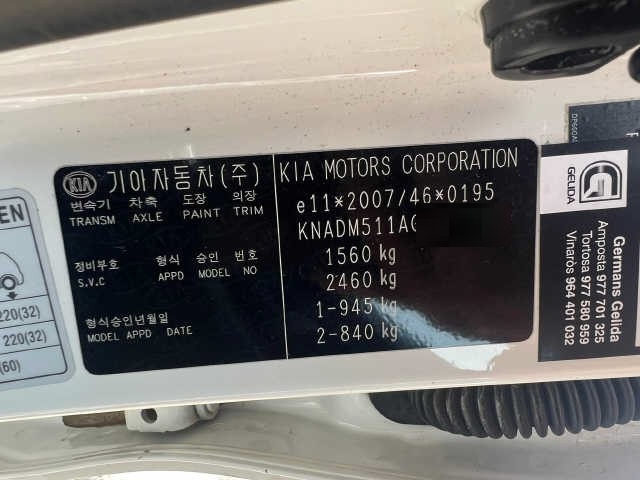 KIA 기아자동차(주)
변속기 차축 도장 의장
TRANSM AXLE PAINT TRIM
정비부호 형식 승인 번호
S.V.C APPD MODEL NO
형식승인년월일
MODEL APPD DATE
KIA MOTORS CORPORATION
e11*2007/46*0195
KNADM511A
1560 kg
2460 kg
1-945 kg
2-840 kg
EN
220(32)
220(32)
(60)
GELIDA
Germans Gelida
Amposta 977 701 325
Tortosa 977 580 959
Vinaròs 964 401 032